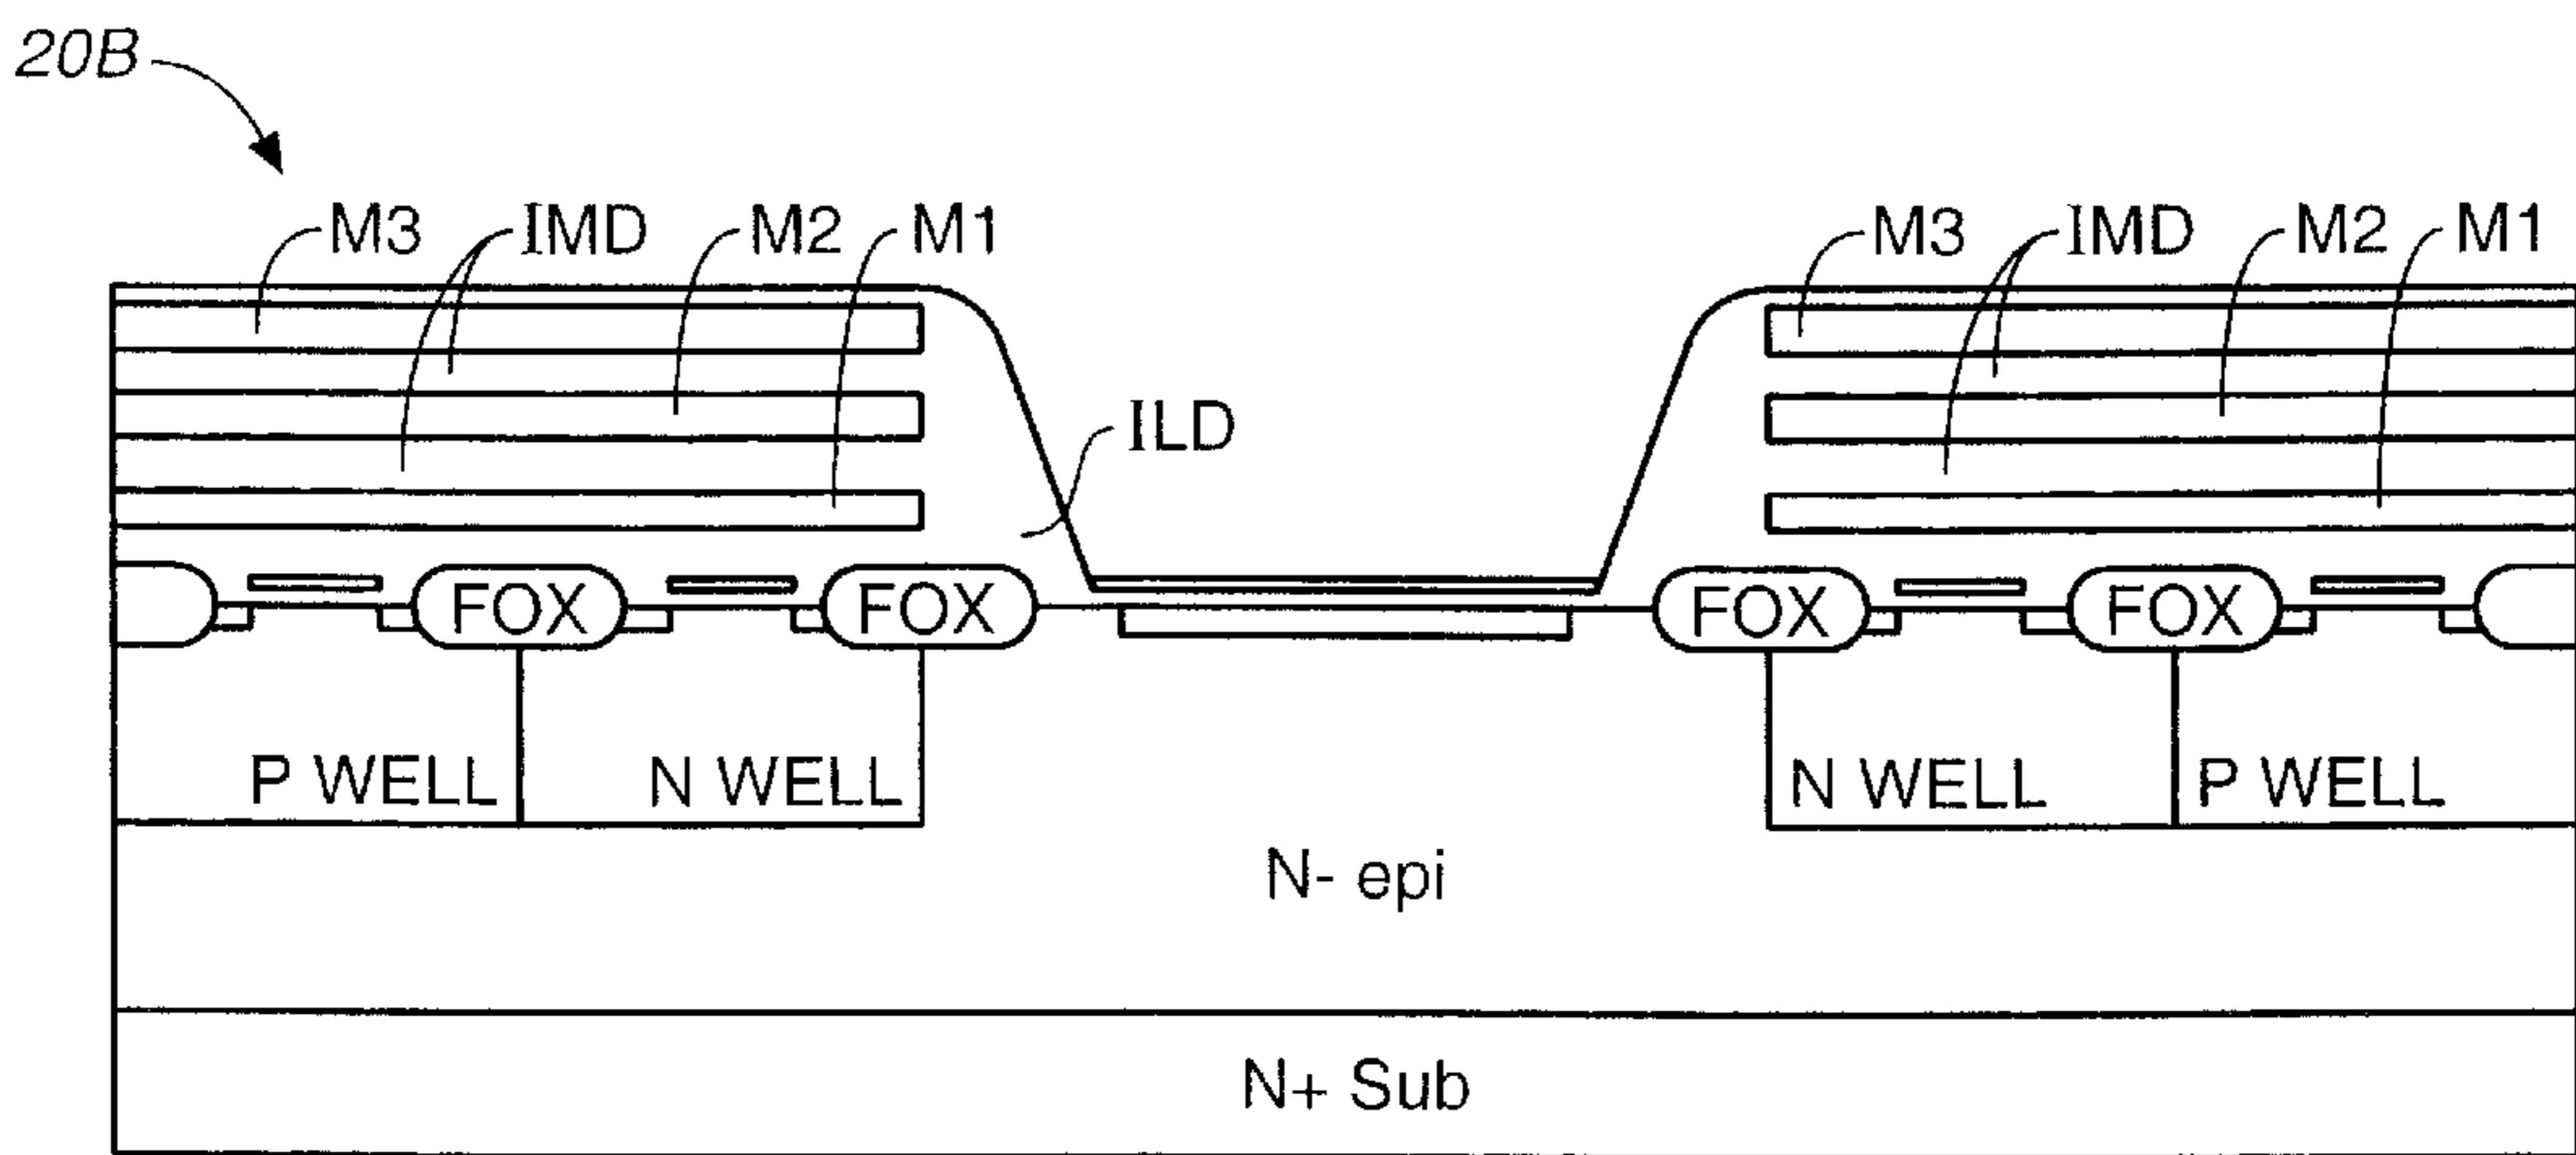 20B
M3 IMD M2 M1 M3 IMD M2 M1
ILD
FOX FOX FOX FOX
P WELL N WELL N WELL P WELL
N- epi
N+ Sub